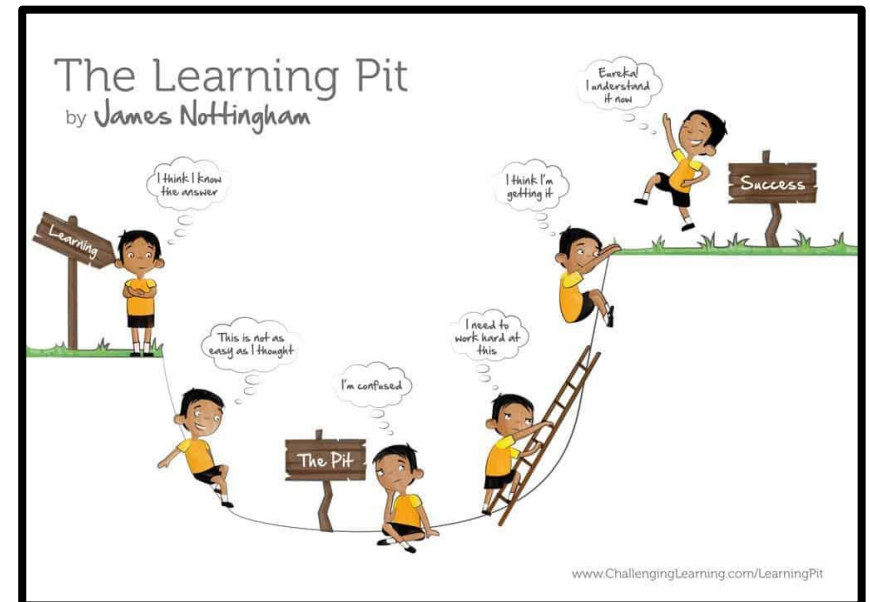 The Learning Pit
by James Nottingham
Eureka!
I understand
it now
I think I know
the answer
I think I'm
getting it
Success
Learning
This is not as
easy as I thought
I need to
work hard at
this
I'm confused
The Pit
www.ChallengingLearning.com/LearningPit